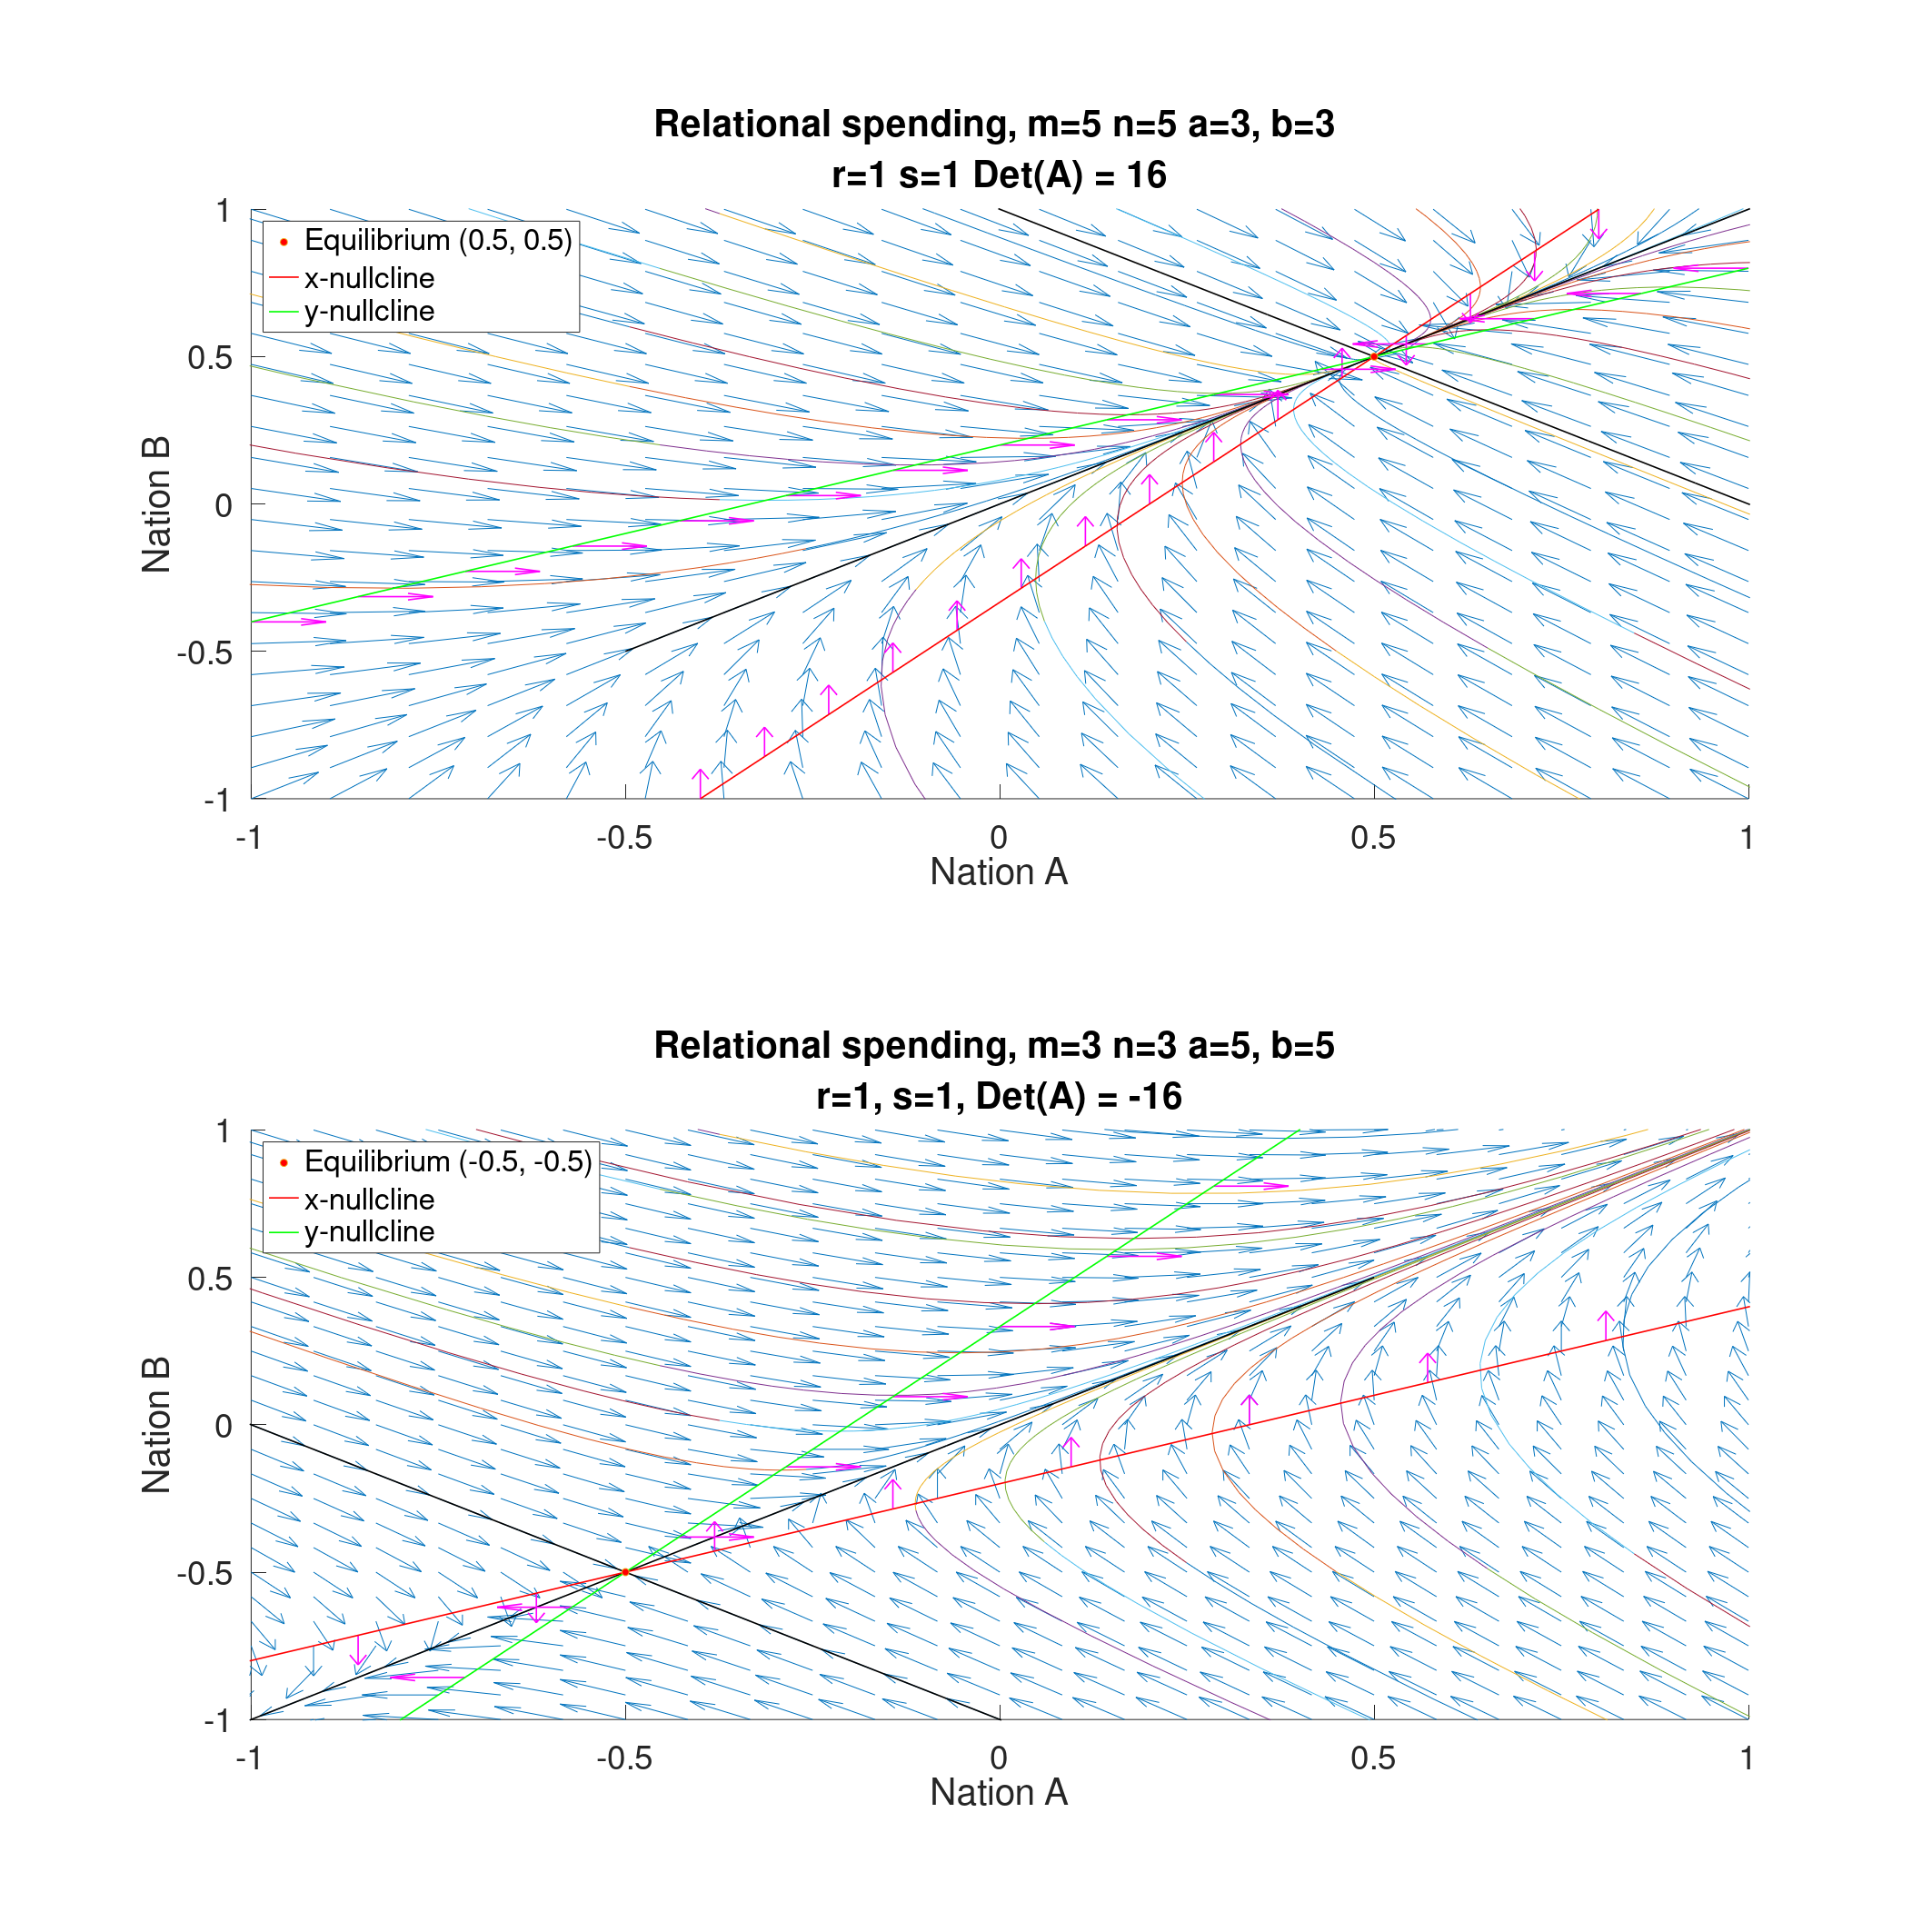 Relational spending, m=5 n=5 a=3, b=3
r=1 s=1 Det(A) = 16
Equilibrium (0.5, 0.5)
x-nullcline
y-nullcline
1
0.5
0
-0.5
-1
Nation B
-1
-0.5
0
0.5
1
Nation A
Relational spending, m=3 n=3 a=5, b=5
r=1, s=1, Det(A) = -16
Equilibrium (-0.5, -0.5)
x-nullcline
y-nullcline
1
0.5
0
-0.5
-1
Nation B
-1
-0.5
0
0.5
1
Nation A